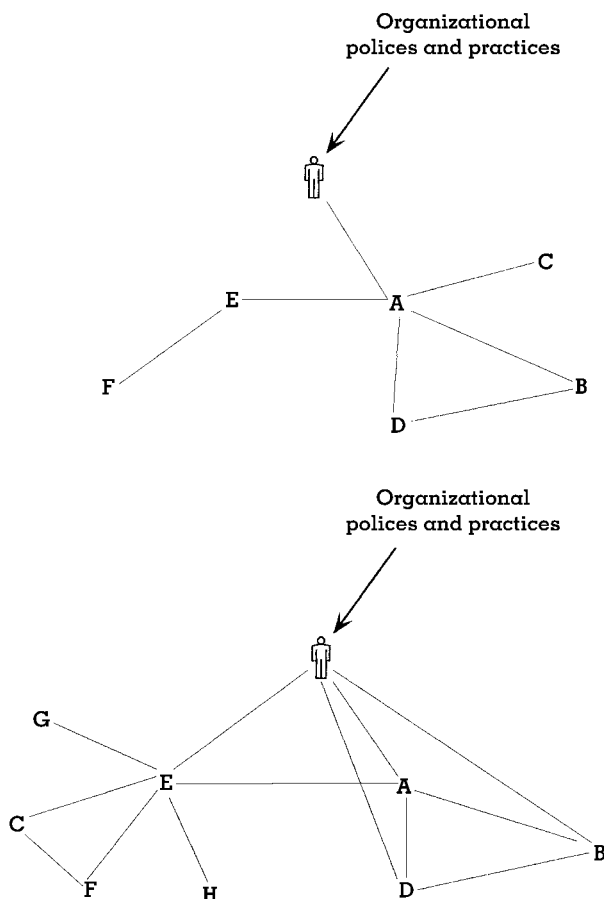 Organizational
polices and practices
C
E
A
F
B
D
Organizational
polices and practices
G
E
A
C
B
F
H
D